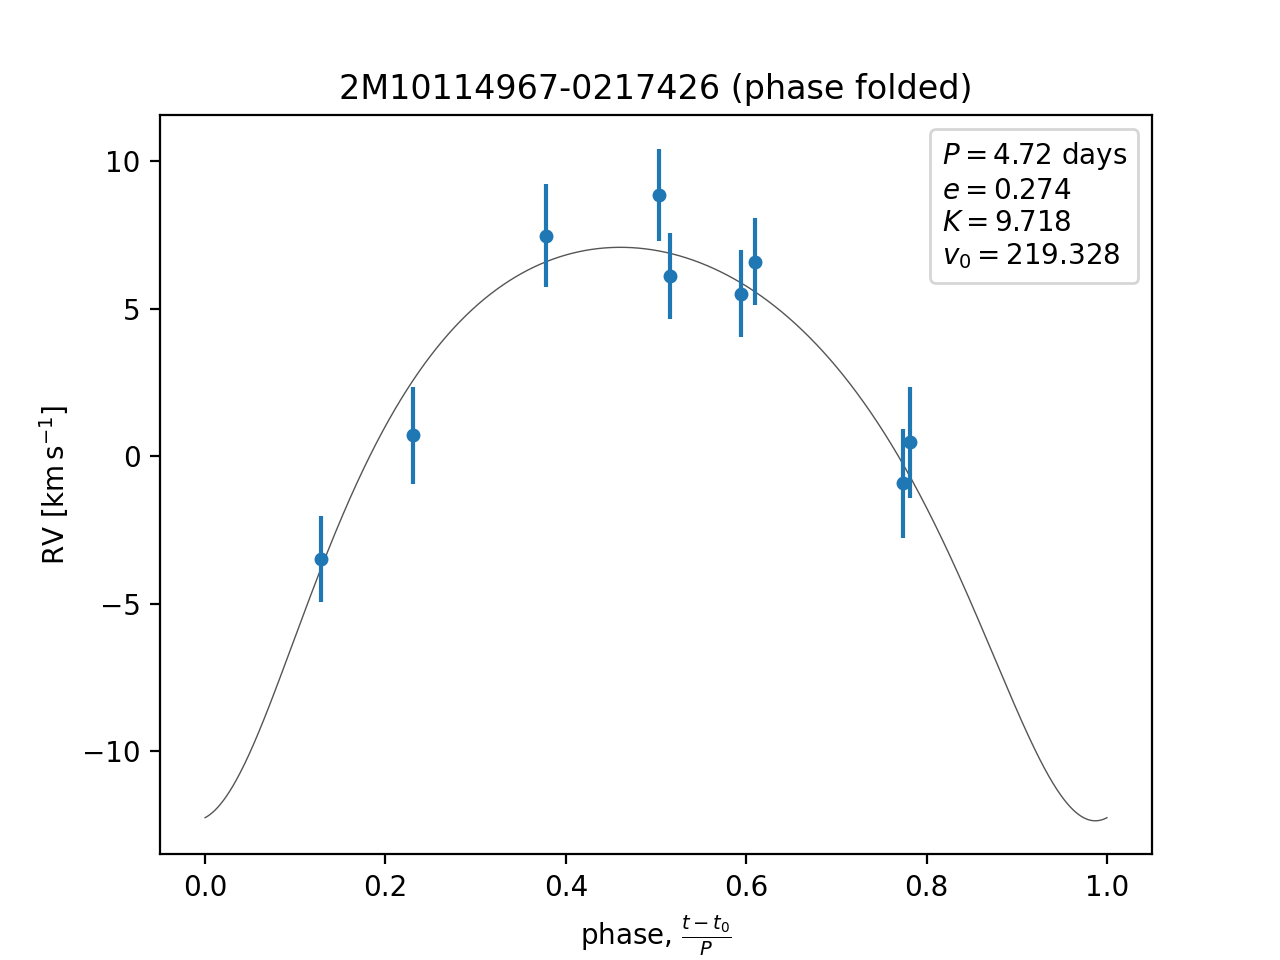 2M10114967-0217426 (phase folded)
P = 4.72 days
e = 0.274
K = 9.718
v₀ = 219.328
10
5
0
−5
−10
RV [km s⁻¹]
0.0 0.2 0.4 0.6 0.8 1.0
phase, (t − t₀)/P